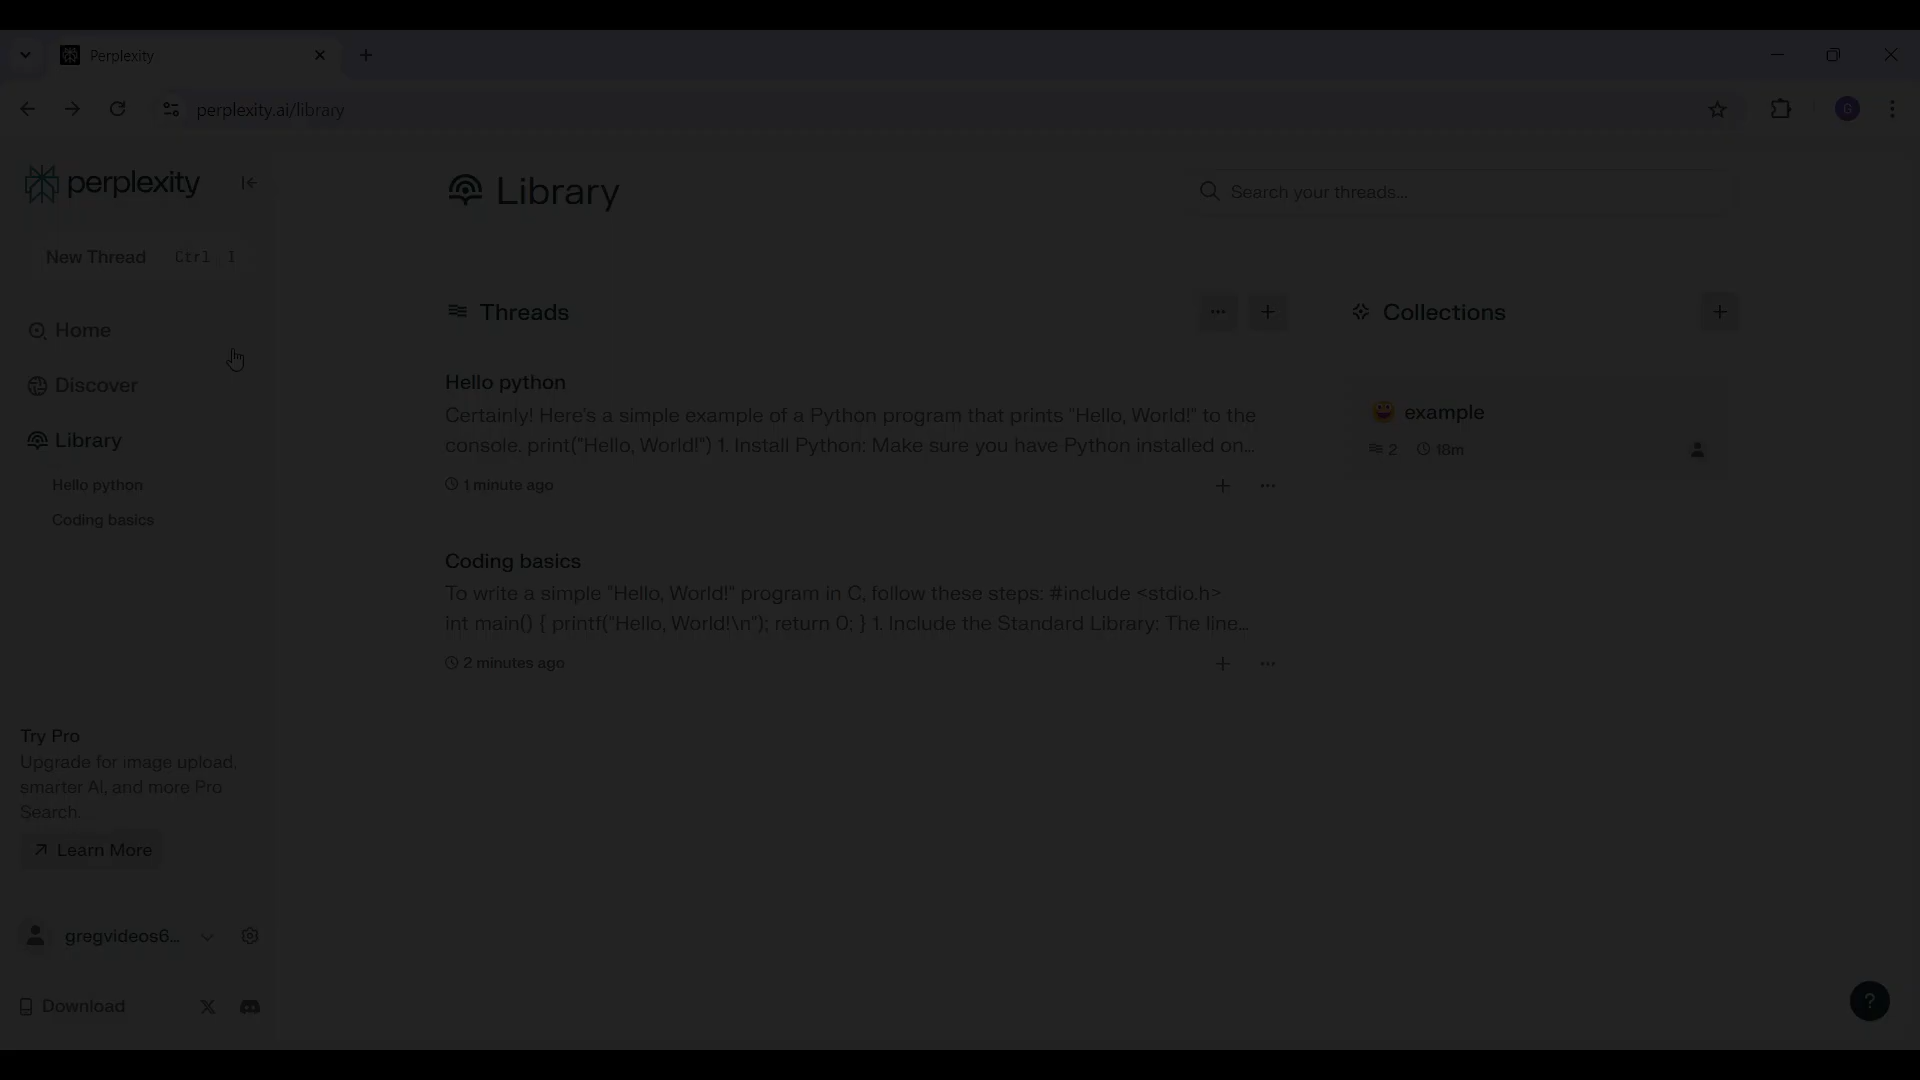 Perplexity
perplexity.ai/library
G
perplexity
New Thread Ctrl I
Home
Discover
Library
Hello python
Coding basics
Try Pro
Upgrade for image upload,
smarter AI, and more Pro
Search.
Learn More
gregvideos6...
Download
Library
Search your threads...
Threads
Hello python
Certainly! Here's a simple example of a Python program that prints "Hello, World!" to the
console. print("Hello, World!") 1. Install Python: Make sure you have Python installed on...
1 minute ago
Coding basics
To write a simple "Hello, World!" program in C, follow these steps: #include <stdio.h>
int main() { printf("Hello, World!\n"); return 0; } 1. Include the Standard Library: The line...
2 minutes ago
Collections
example
2 18m
?